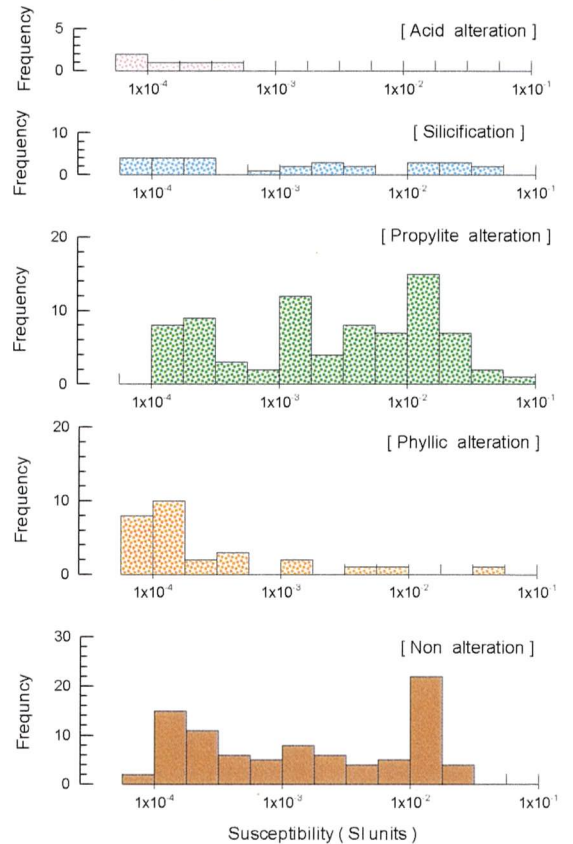 [ Acid alteration ]
Frequency
5
0
1x10⁻⁴ 1x10⁻³ 1x10⁻² 1x10⁻¹
[ Silicification ]
Frequency
10
0
1x10⁻⁴ 1x10⁻³ 1x10⁻² 1x10⁻¹
[ Propylite alteration ]
Frequency
20
10
0
1x10⁻⁴ 1x10⁻³ 1x10⁻² 1x10⁻¹
[ Phyllic alteration ]
Frequency
20
10
0
1x10⁻⁴ 1x10⁻³ 1x10⁻² 1x10⁻¹
[ Non alteration ]
Frequncy
30
20
10
0
1x10⁻⁴ 1x10⁻³ 1x10⁻² 1x10⁻¹
Susceptibility ( SI units )